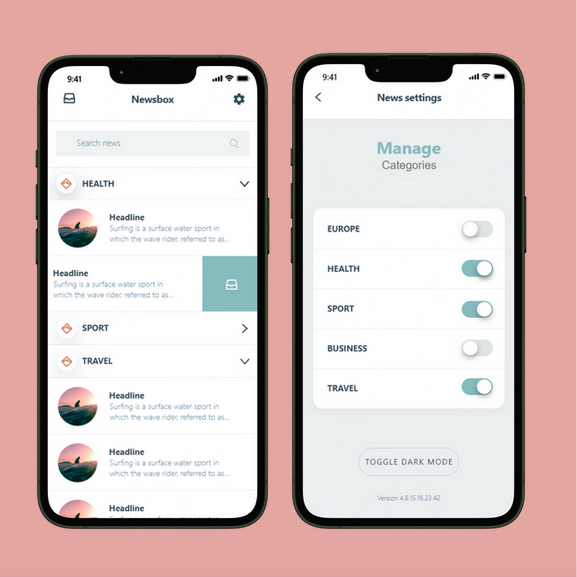 9:41
Newsbox
Search news
HEALTH
Headline
Surfing is a surface water sport in
which the wave rider, referred to as...
Headline
Surfing is a surface water sport in
which the wave rider, referred to as...
SPORT
TRAVEL
Headline
Surfing is a surface water sport in
which the wave rider, referred to as...
Headline
Surfing is a surface water sport in
which the wave rider, referred to as...
Headline
9:41
News settings
Manage
Categories
EUROPE
HEALTH
SPORT
BUSINESS
TRAVEL
TOGGLE DARK MODE
Version 4.8.15.16.23.42